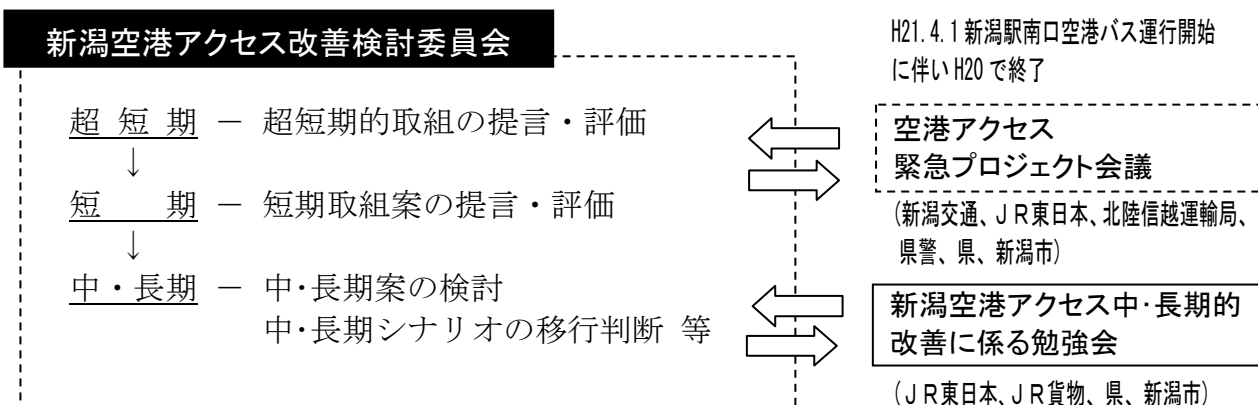 新潟空港アクセス改善検討委員会
超 短 期 － 超短期的取組の提言・評価
↓
短　　期 － 短期取組案の提言・評価
↓
中・長期 － 中・長期案の検討
中・長期シナリオの移行判断 等
H21.4.1新潟駅南口空港バス運行開始
に伴いH20で終了
空港アクセス
緊急プロジェクト会議
(新潟交通、ＪＲ東日本、北陸信越運輸局、
県警、県、新潟市)
新潟空港アクセス中・長期的
改善に係る勉強会
(ＪＲ東日本、ＪＲ貨物、県、新潟市)